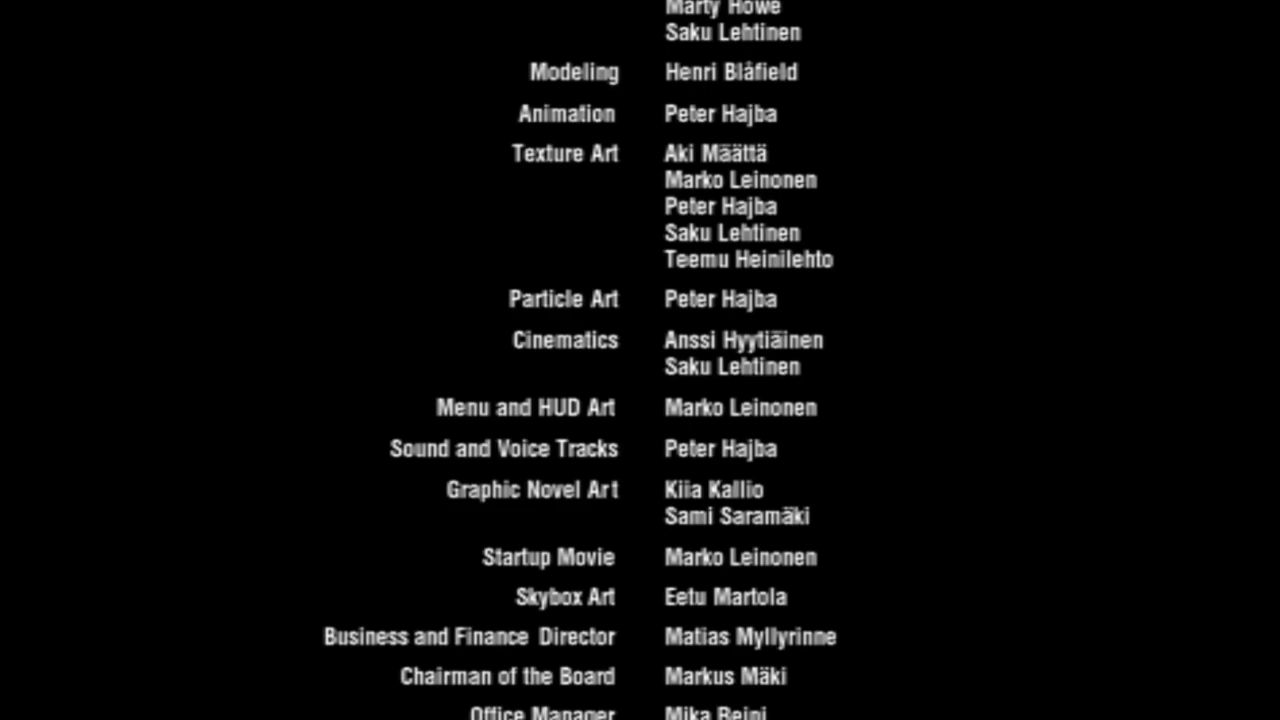 Marty Howe
Saku Lehtinen
Modeling Henri Blåfield
Animation Peter Hajba
Texture Art Aki Määttä
Marko Leinonen
Peter Hajba
Saku Lehtinen
Teemu Heinilehto
Particle Art Peter Hajba
Cinematics Anssi Hyytiäinen
Saku Lehtinen
Menu and HUD Art Marko Leinonen
Sound and Voice Tracks Peter Hajba
Graphic Novel Art Kiia Kallio
Sami Saramäki
Startup Movie Marko Leinonen
Skybox Art Eetu Martola
Business and Finance Director Matias Myllyrinne
Chairman of the Board Markus Mäki
Office Manager Mika Reini